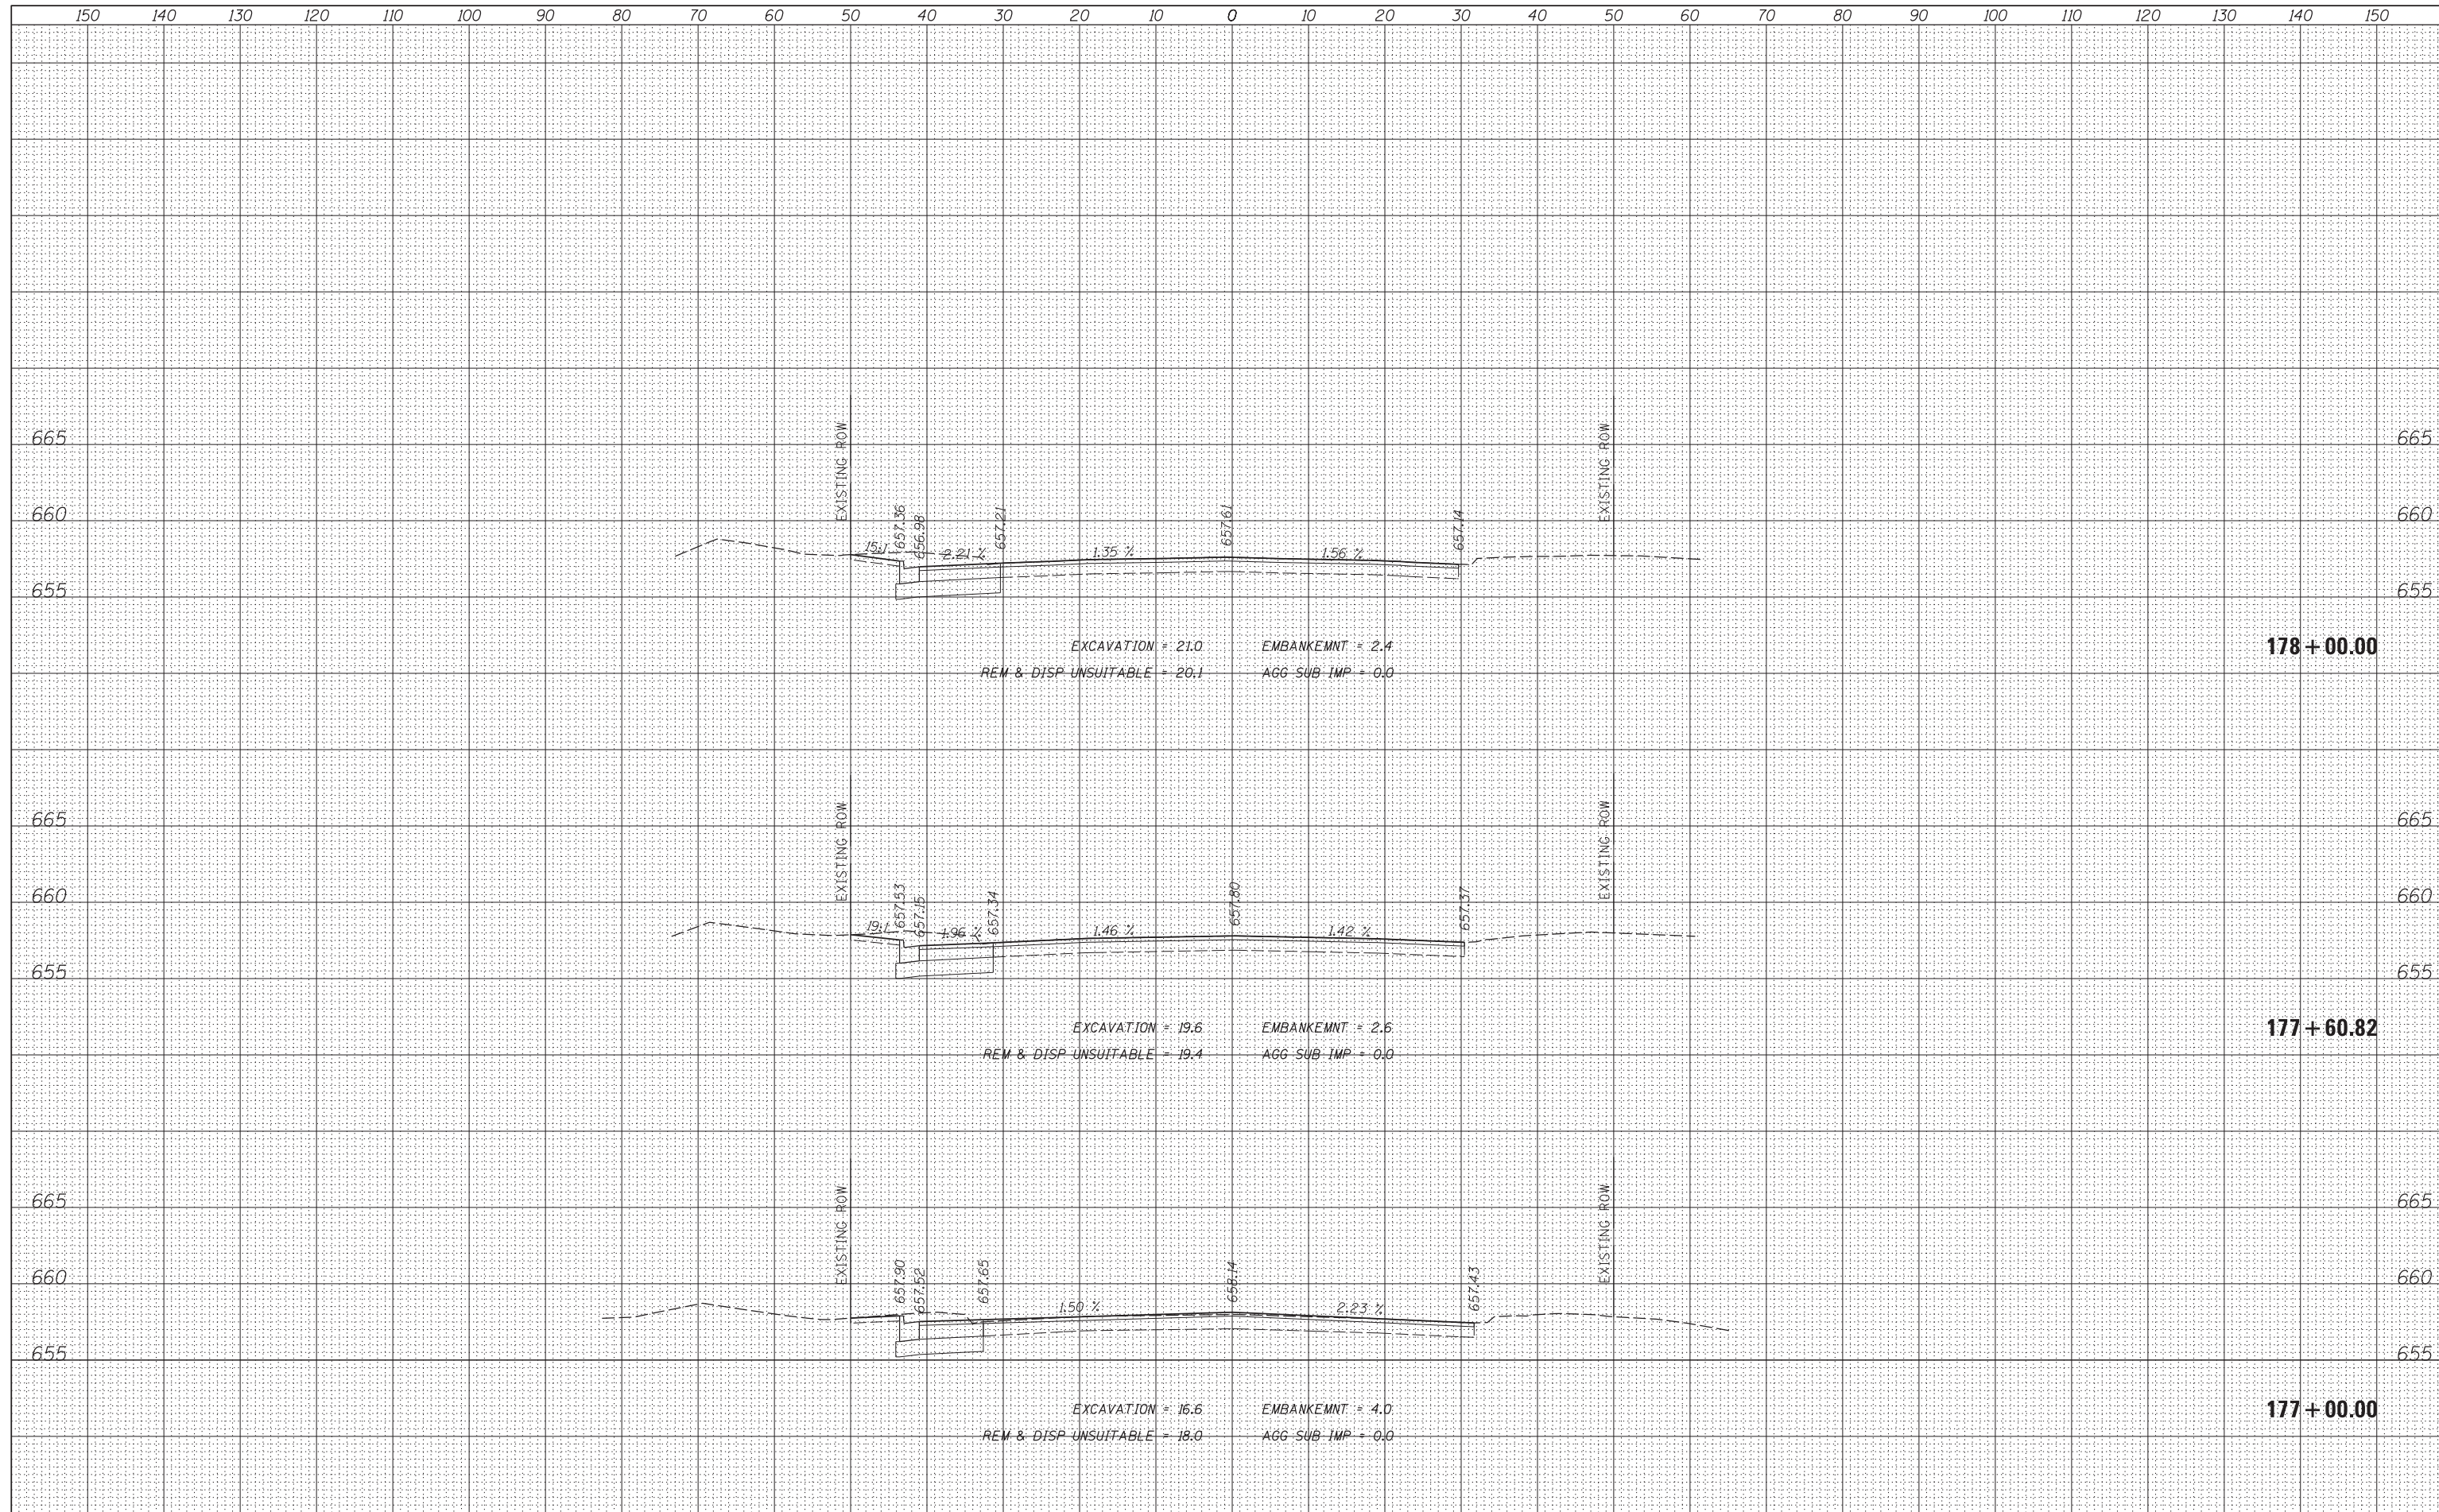 150 140 130 120 110 100 90 80 70 60 50 40 30 20 10 0 10 20 30 40 50 60 70 80 90 100 110 120 130 140 150
665 EXISTING ROW EXISTING ROW 665
660 657.36 656.98 657.21 657.61 657.14 660
15:1 2.21 % 1.35 % 1.56 %
655 655
EXCAVATION = 21.0 EMBANKEMNT = 2.4 178+00.00
REM & DISP UNSUITABLE = 20.1 AGG SUB IMP = 0.0
665 EXISTING ROW EXISTING ROW 665
660 657.53 657.15 657.34 657.80 657.37 660
19:1 1.96 % 1.46 % 1.42 %
655 655
EXCAVATION = 19.6 EMBANKEMNT = 2.6 177+60.82
REM & DISP UNSUITABLE = 19.4 AGG SUB IMP = 0.0
665 EXISTING ROW EXISTING ROW 665
660 657.90 657.52 657.65 658.14 657.43 660
1.50 % 2.23 %
655 655
EXCAVATION = 16.6 EMBANKEMNT = 4.0 177+00.00
REM & DISP UNSUITABLE = 18.0 AGG SUB IMP = 0.0